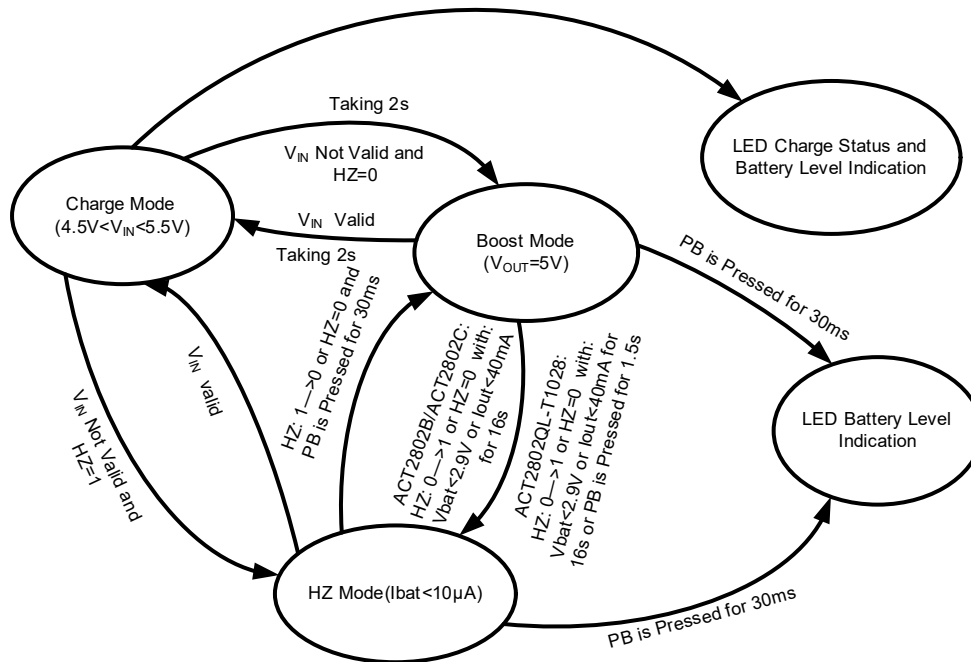 Taking 2s
V_IN Not Valid and
HZ=0
LED Charge Status and
Battery Level Indication
Charge Mode
(4.5V<V_IN<5.5V)
V_IN Valid
Taking 2s
Boost Mode
(V_OUT=5V)
PB is Pressed for 30ms
HZ: 1—>0 or HZ=0 and
PB is Pressed for 30ms
V_IN valid
V_IN Not Valid and
HZ=1
ACT2802B/ACT2802C:
HZ: 0—>1 or HZ=0 with:
Vbat<2.9V or Iout<40mA
for 16s
ACT2802QL-T1028:
HZ: 0—>1 or HZ=0 with:
Vbat<2.9V or Iout<40mA for
16s or PB is Pressed for 1.5s
LED Battery Level
Indication
HZ Mode(Ibat<10µA)
PB is Pressed for 30ms